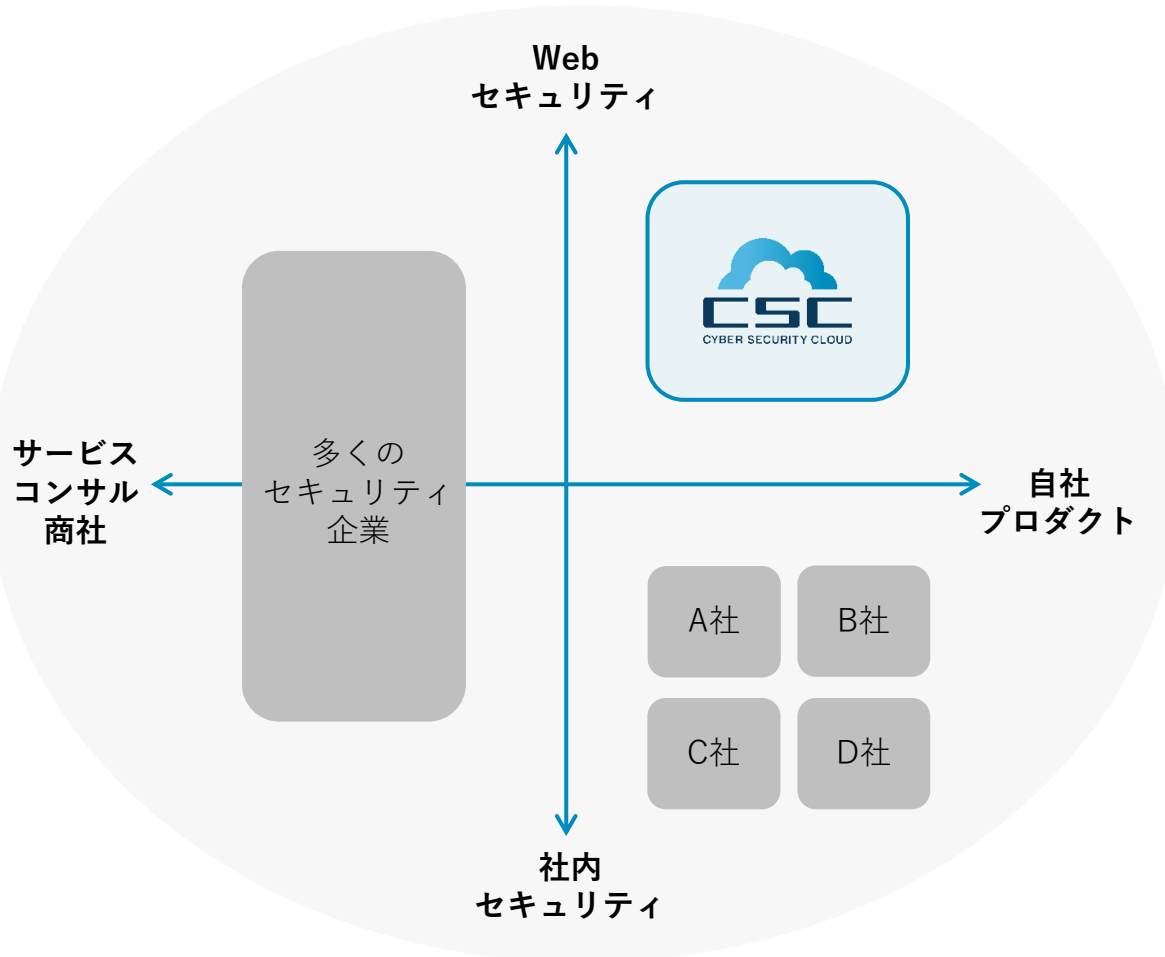 Web
セキュリティ
CSC
CYBER SECURITY CLOUD
サービス
コンサル
商社
多くの
セキュリティ
企業
自社
プロダクト
A社
B社
C社
D社
社内
セキュリティ